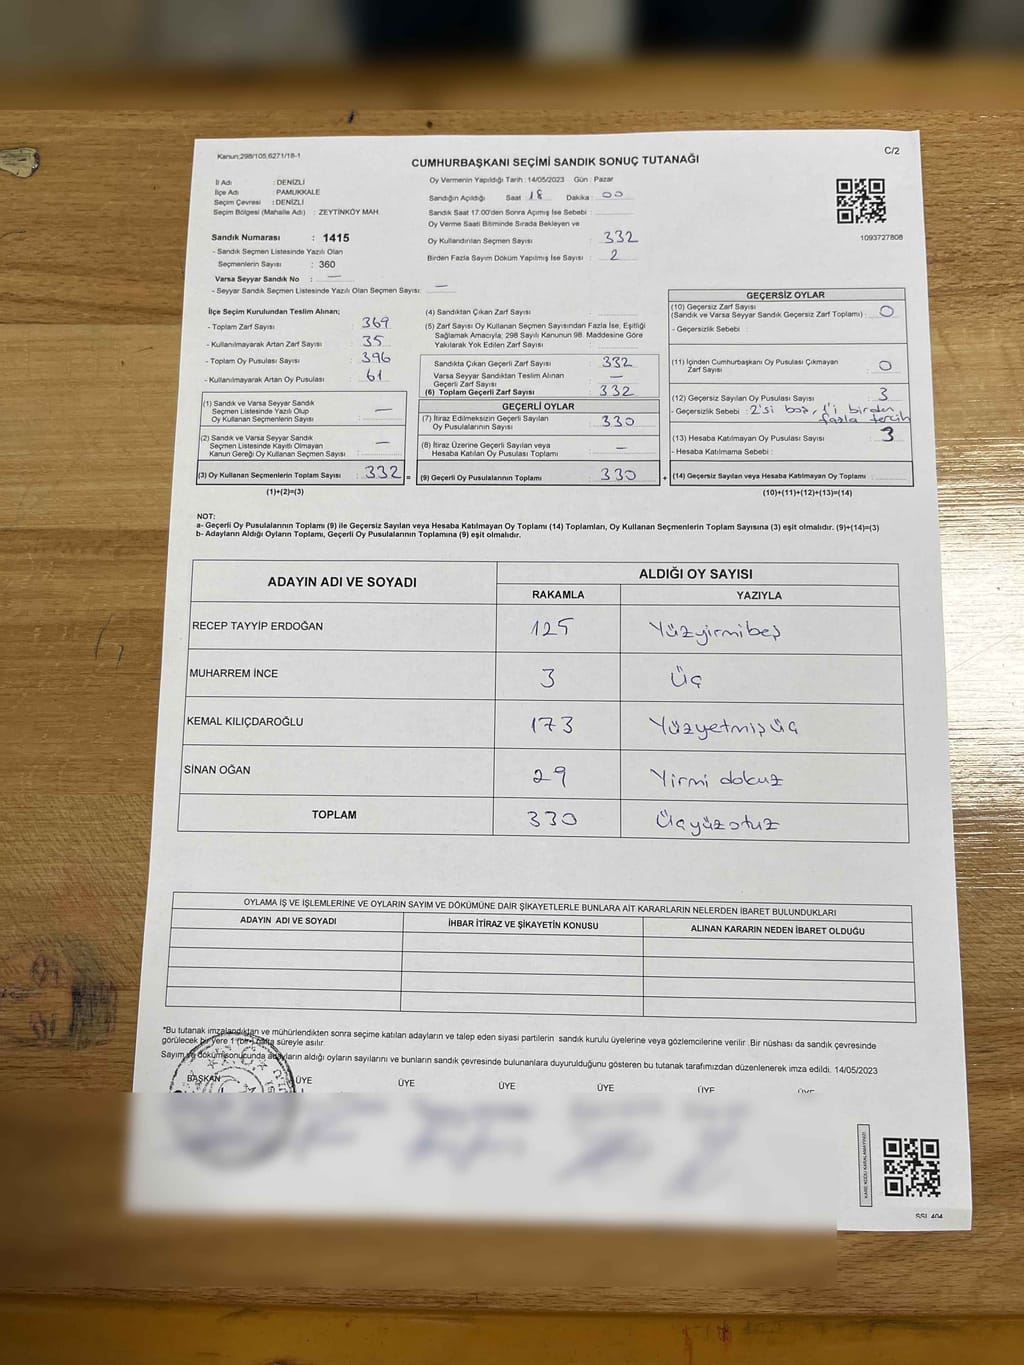 Kanun;298/105;6271/18-1
C/2
CUMHURBAŞKANI SEÇİMİ SANDIK SONUÇ TUTANAĞI
İl Adı : DENİZLİ
İlçe Adı : PAMUKKALE
Seçim Çevresi : DENİZLİ
Seçim Bölgesi (Mahalle Adı) : ZEYTİNKÖY MAH.
Sandık Numarası : 1415
- Sandık Seçmen Listesinde Yazılı Olan
Seçmenlerin Sayısı : 360
Varsa Seyyar Sandık No : —
- Seyyar Sandık Seçmen Listesinde Yazılı Olan Seçmen Sayısı: —
Oy Vermenin Yapıldığı Tarih : 14/05/2023 Gün : Pazar
Sandığın Açıldığı Saat 18 Dakika : 00
Sandık Saat 17.00'den Sonra Açımış İse Sebebi :
Oy Verme Saati Bitiminde Sırada Bekleyen ve
Oy Kullandırılan Seçmen Sayısı : 332
Birden Fazla Sayım Döküm Yapılmış İse Sayısı : 2
1093727808
İlçe Seçim Kurulundan Teslim Alınan;
- Toplam Zarf Sayısı : 369
- Kullanılmayarak Artan Zarf Sayısı : 35
- Toplam Oy Pusulası Sayısı : 396
- Kullanılmayarak Artan Oy Pusulası : 61
(1) Sandık ve Varsa Seyyar Sandık
Seçmen Listesinde Yazılı Olup
Oy Kullanan Seçmenlerin Sayısı : —
(2) Sandık ve Varsa Seyyar Sandık
Seçmen Listesinde Kayıtlı Olmayan
Kanun Gereği Oy Kullanan Seçmen Sayısı : —
(3) Oy Kullanan Seçmenlerin Toplam Sayısı : 332 =
(1)+(2)=(3)
(4) Sandıktan Çıkan Zarf Sayısı :
(5) Zarf Sayısı Oy Kullanan Seçmen Sayısından Fazla İse, Eşitliği
Sağlamak Amacıyla; 298 Sayılı Kanunun 98. Maddesine Göre
Yakılarak Yok Edilen Zarf Sayısı :
Sandıkta Çıkan Geçerli Zarf Sayısı : 332
Varsa Seyyar Sandıktan Teslim Alınan
Geçerli Zarf Sayısı : —
(6) Toplam Geçerli Zarf Sayısı : 332
GEÇERLİ OYLAR
(7) İtiraz Edilmeksizin Geçerli Sayılan
Oy Pusulalarının Sayısı : 330
(8) İtiraz Üzerine Geçerli Sayılan veya
Hesaba Katılan Oy Pusulası Toplamı : —
(9) Geçerli Oy Pusulalarının Toplamı : 330 +
GEÇERSİZ OYLAR
(10) Geçersiz Zarf Sayısı
(Sandık ve Varsa Seyyar Sandık Geçersiz Zarf Toplamı) : 0
- Geçersizlik Sebebi :
(11) İçinden Cumhurbaşkanı Oy Pusulası Çıkmayan
Zarf Sayısı : 0
(12) Geçersiz Sayılan Oy Pusulası Sayısı : 3
- Geçersizlik Sebebi : 2'si boş, 1'i birden
fazla tercih
(13) Hesaba Katılmayan Oy Pusulası Sayısı : 3
- Hesaba Katılmama Sebebi :
(14) Geçersiz Sayılan veya Hesaba Katılmayan Oy Toplamı :
(10)+(11)+(12)+(13)=(14)
NOT:
a- Geçerli Oy Pusulalarının Toplamı (9) ile Geçersiz Sayılan veya Hesaba Katılmayan Oy Toplamı (14) Toplamları, Oy Kullanan Seçmenlerin Toplam Sayısına (3) eşit olmalıdır. (9)+(14)=(3)
b- Adayların Aldığı Oyların Toplamı, Geçerli Oy Pusulalarının Toplamına (9) eşit olmalıdır.
ADAYIN ADI VE SOYADI
ALDIĞI OY SAYISI
RAKAMLA YAZIYLA
RECEP TAYYİP ERDOĞAN 125 Yüzyirmibeş
MUHARREM İNCE 3 Üç
KEMAL KILIÇDAROĞLU 173 Yüzyetmişüç
SİNAN OĞAN 29 Yirmi dokuz
TOPLAM 330 Üçyüzotuz
OYLAMA İŞ VE İŞLEMLERİNE VE OYLARIN SAYIM VE DÖKÜMÜNE DAİR ŞİKAYETLERLE BUNLARA AİT KARARLARIN NELERDEN İBARET BULUNDUKLARI
ADAYIN ADI VE SOYADI İHBAR İTİRAZ VE ŞİKAYETİN KONUSU ALINAN KARARIN NEDEN İBARET OLDUĞU
*Bu tutanak imzalandıktan ve mühürlendikten sonra seçime katılan adayların ve talep eden siyasi partilerin sandık kurulu üyelerine veya gözlemcilerine verilir .Bir nüshası da sandık çevresinde
görülecek bir yere 1 (bir) hafta süreyle asılır.
Sayım ve dökümü sonucunda adayların aldığı oyların sayılarını ve bunların sandık çevresinde bulunanlara duyurulduğunu gösteren bu tutanak tarafımızdan düzenlenerek imza edildi. 14/05/2023
BAŞKAN ÜYE ÜYE ÜYE ÜYE ÜYE ÜYE
SSI 404